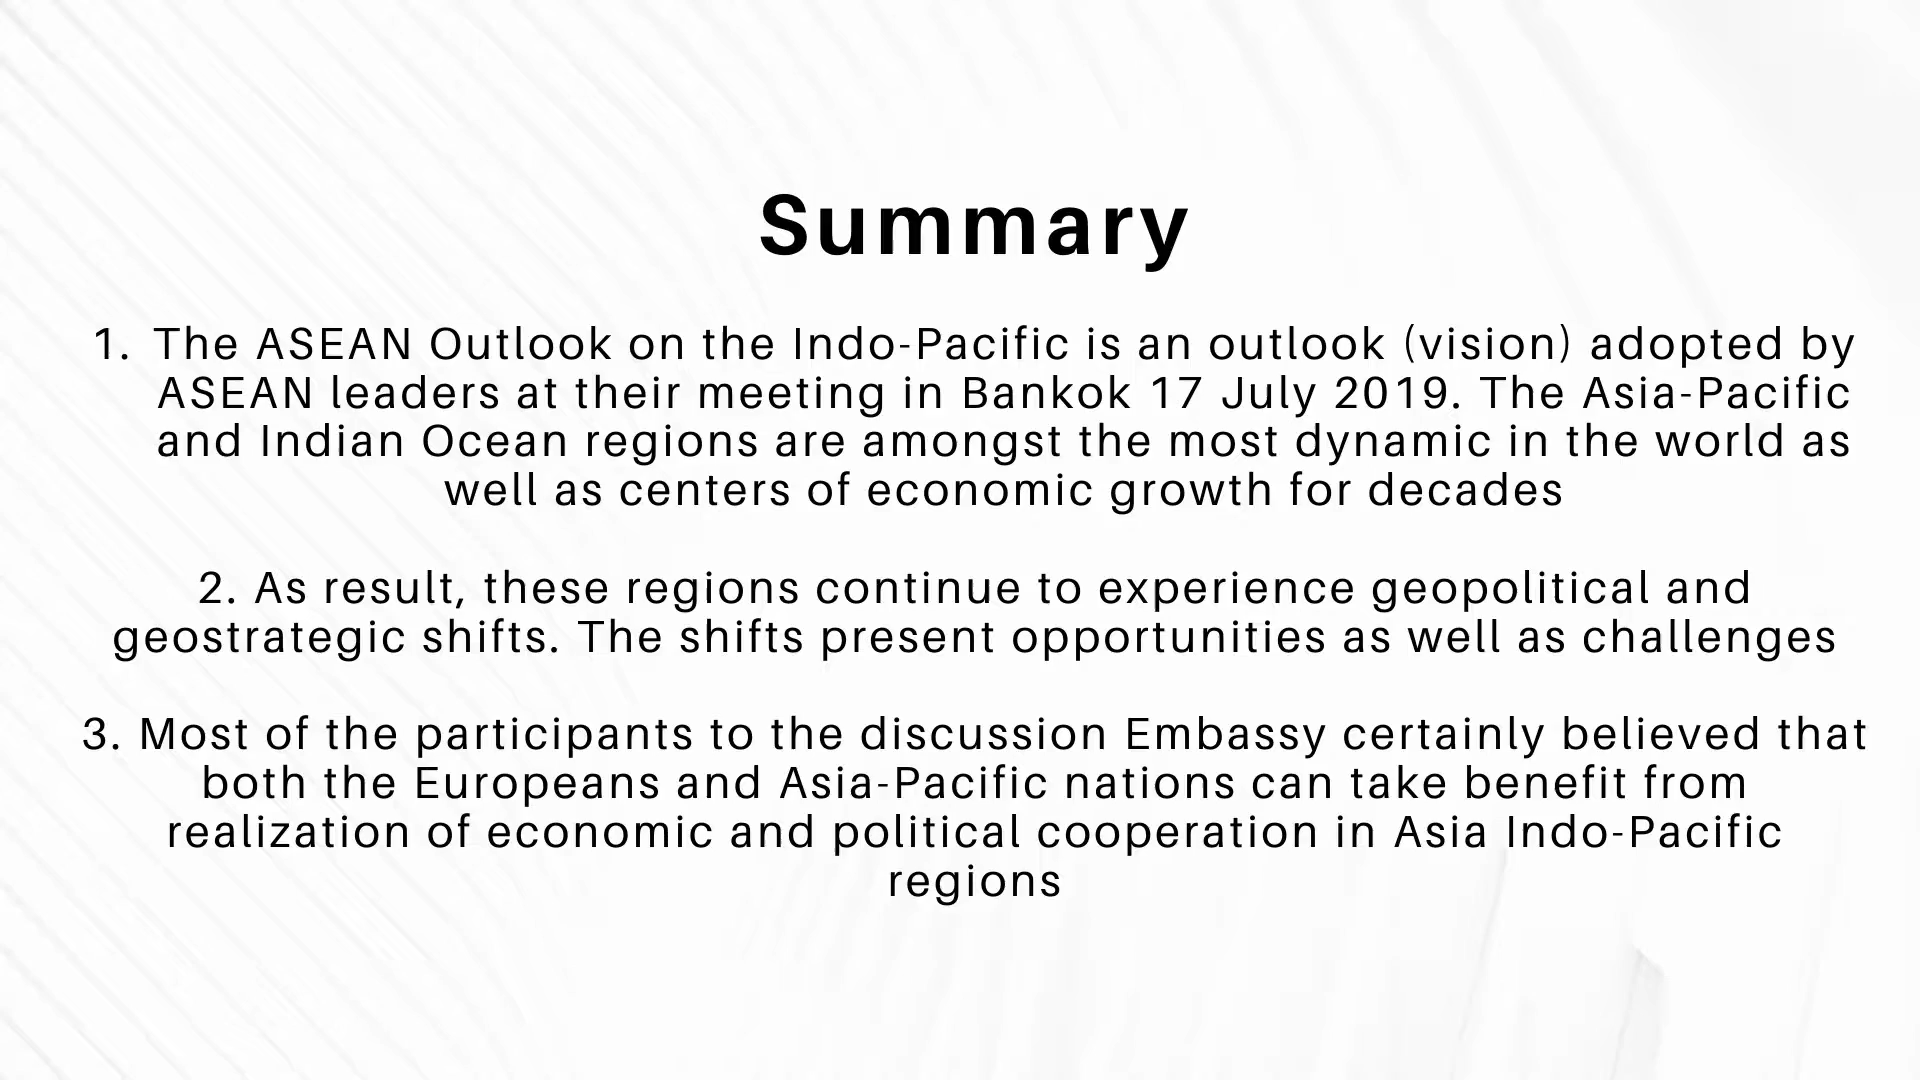 Summary
1. The ASEAN Outlook on the Indo-Pacific is an outlook (vision) adopted by
ASEAN leaders at their meeting in Bankok 17 July 2019. The Asia-Pacific
and Indian Ocean regions are amongst the most dynamic in the world as
well as centers of economic growth for decades
2. As result, these regions continue to experience geopolitical and
geostrategic shifts. The shifts present opportunities as well as challenges
3. Most of the participants to the discussion Embassy certainly believed that
both the Europeans and Asia-Pacific nations can take benefit from
realization of economic and political cooperation in Asia Indo-Pacific
regions